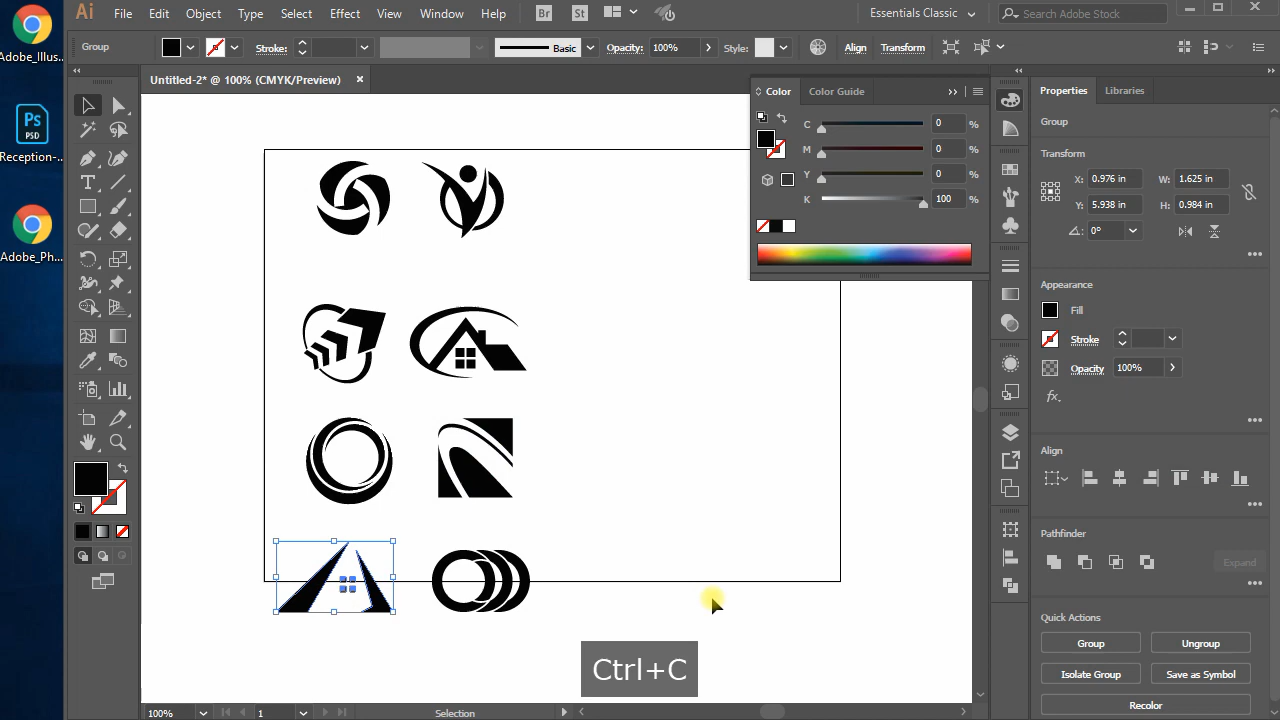 Ai File Edit Object Type Select Effect View Window Help Br St Essentials Classic Search Adobe Stock
Adobe_Illus...
Group Stroke: Basic Opacity: 100% Style: Align Transform
Untitled-2* @ 100% (CMYK/Preview)
Color Color Guide
Properties Libraries
C 0 %
M 0 %
Y 0 %
K 100 %
Ps
PSD
Reception-...
Adobe_Ph...
Group
Transform
X: 0.976 in W: 1.625 in
Y: 5.938 in H: 0.984 in
0°
Appearance
Fill
Stroke
Opacity 100%
fx.
Align
Pathfinder
Expand
Quick Actions
Group Ungroup
Isolate Group Save as Symbol
Recolor
Ctrl+C
100% 1 Selection